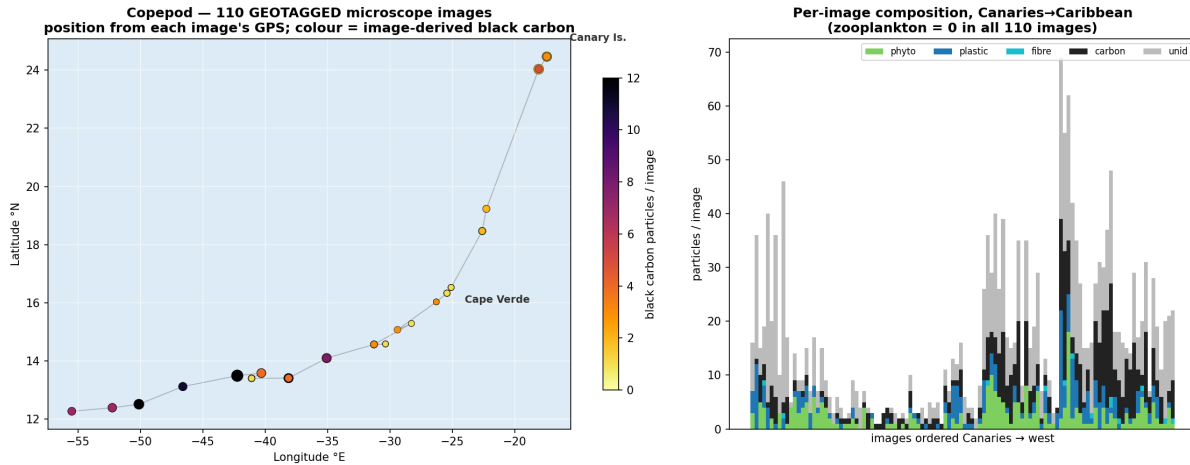 Copepod — 110 GEOTAGGED microscope images
position from each image's GPS; colour = image-derived black carbon
Canary Is.
Cape Verde
24
22
20
18
16
14
12
Latitude °N
−55
−50
−45
−40
−35
−30
−25
−20
Longitude °E
12
10
8
6
4
2
0
black carbon particles / image
Per-image composition, Canaries→Caribbean
(zooplankton = 0 in all 110 images)
phyto plastic fibre carbon unid
70
60
50
40
30
20
10
0
particles / image
images ordered Canaries → west